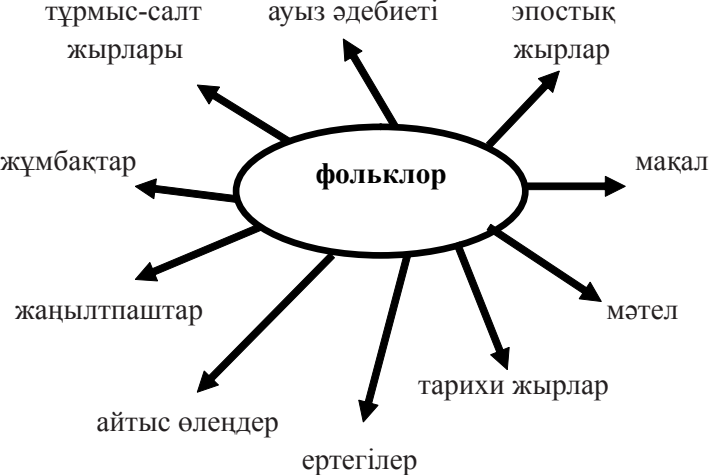 тұрмыс-салт
жырлары
ауыз әдебиеті
эпостық
жырлар
жұмбақтар
фольклор
мақал
жаңылтпаштар
мәтел
тарихи жырлар
айтыс өлеңдер
ертегілер